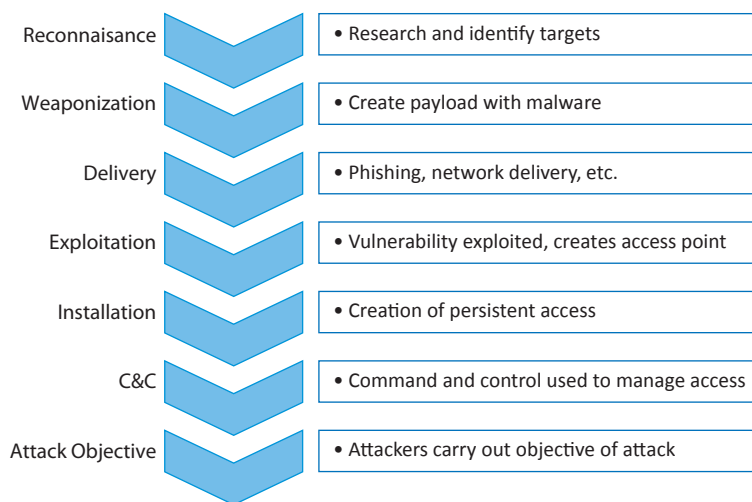 Reconnaisance
• Research and identify targets
Weaponization
• Create payload with malware
Delivery
• Phishing, network delivery, etc.
Exploitation
• Vulnerability exploited, creates access point
Installation
• Creation of persistent access
C&C
• Command and control used to manage access
Attack Objective
• Attackers carry out objective of attack